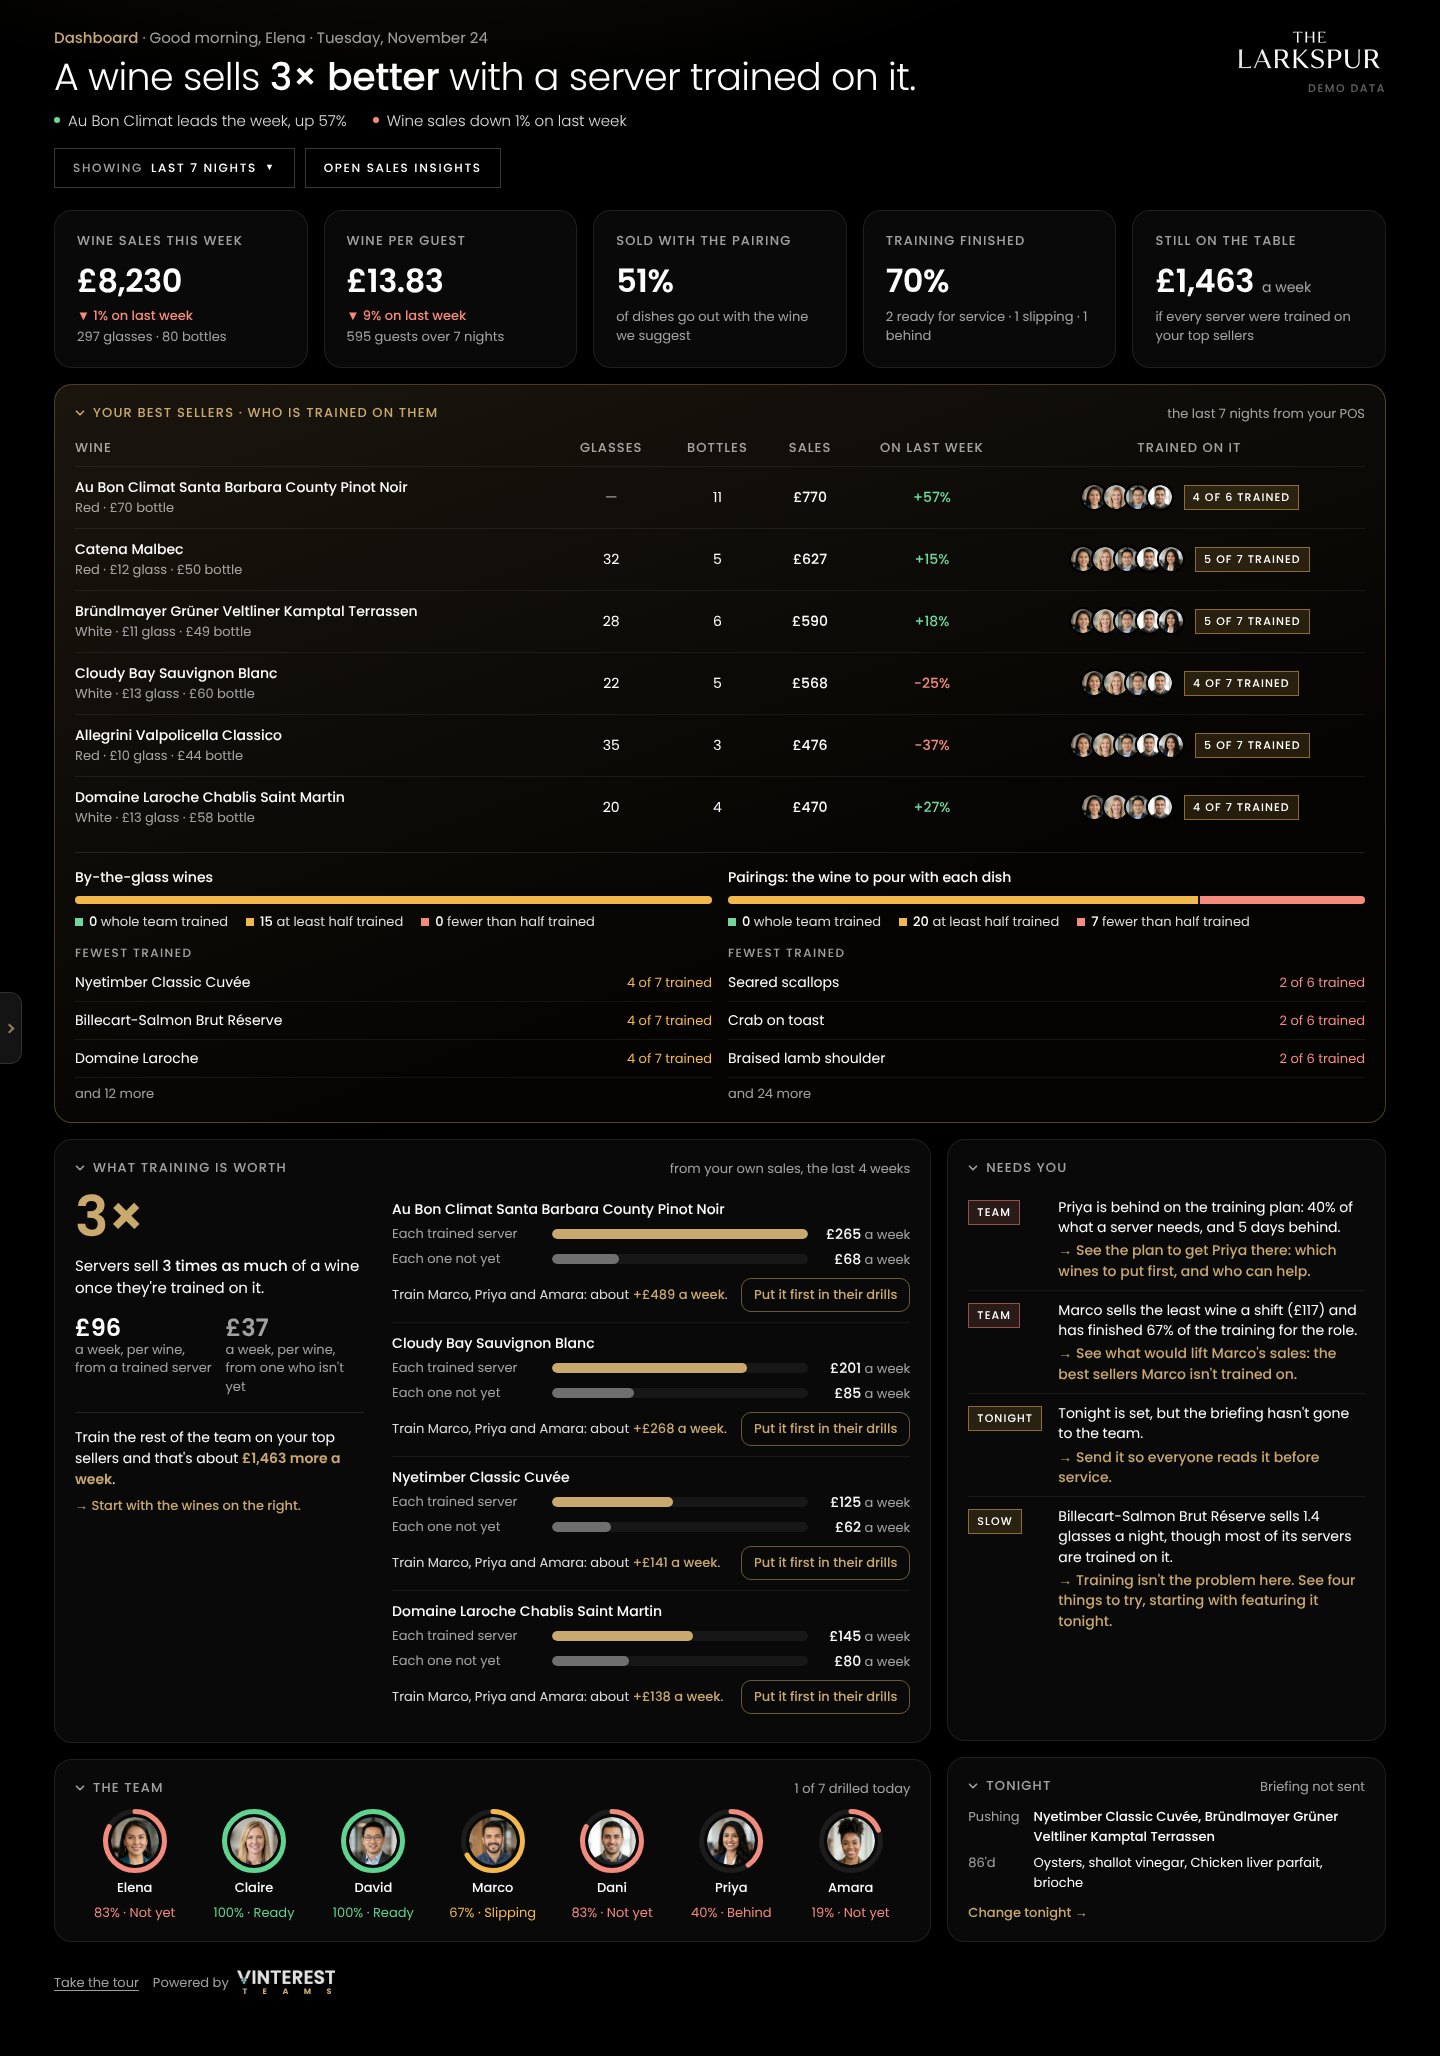 Dashboard · Good morning, Elena · Tuesday, November 24
A wine sells 3× better with a server trained on it.
THE
LARKSPUR
DEMO DATA
Au Bon Climat leads the week, up 57%
Wine sales down 1% on last week
SHOWING LAST 7 NIGHTS ▼
OPEN SALES INSIGHTS
WINE SALES THIS WEEK
£8,230
▼ 1% on last week
297 glasses · 80 bottles
WINE PER GUEST
£13.83
▼ 9% on last week
595 guests over 7 nights
SOLD WITH THE PAIRING
51%
of dishes go out with the wine
we suggest
TRAINING FINISHED
70%
2 ready for service · 1 slipping · 1
behind
STILL ON THE TABLE
£1,463 a week
if every server were trained on
your top sellers
YOUR BEST SELLERS · WHO IS TRAINED ON THEM
the last 7 nights from your POS
WINE GLASSES BOTTLES SALES ON LAST WEEK TRAINED ON IT
Au Bon Climat Santa Barbara County Pinot Noir
Red · £70 bottle
— 11 £770 +57% 4 OF 6 TRAINED
Catena Malbec
Red · £12 glass · £50 bottle
32 5 £627 +15% 5 OF 7 TRAINED
Bründlmayer Grüner Veltliner Kamptal Terrassen
White · £11 glass · £49 bottle
28 6 £590 +18% 5 OF 7 TRAINED
Cloudy Bay Sauvignon Blanc
White · £13 glass · £60 bottle
22 5 £568 -25% 4 OF 7 TRAINED
Allegrini Valpolicella Classico
Red · £10 glass · £44 bottle
35 3 £476 -37% 5 OF 7 TRAINED
Domaine Laroche Chablis Saint Martin
White · £13 glass · £58 bottle
20 4 £470 +27% 4 OF 7 TRAINED
By-the-glass wines
0 whole team trained 15 at least half trained 0 fewer than half trained
FEWEST TRAINED
Nyetimber Classic Cuvée 4 of 7 trained
Billecart-Salmon Brut Réserve 4 of 7 trained
Domaine Laroche 4 of 7 trained
and 12 more
Pairings: the wine to pour with each dish
0 whole team trained 20 at least half trained 7 fewer than half trained
FEWEST TRAINED
Seared scallops 2 of 6 trained
Crab on toast 2 of 6 trained
Braised lamb shoulder 2 of 6 trained
and 24 more
WHAT TRAINING IS WORTH
from your own sales, the last 4 weeks
3×
Servers sell 3 times as much of a wine
once they're trained on it.
£96
a week, per wine,
from a trained server
£37
a week, per wine,
from one who isn't
yet
Train the rest of the team on your top
sellers and that's about £1,463 more a
week.
→ Start with the wines on the right.
Au Bon Climat Santa Barbara County Pinot Noir
Each trained server £265 a week
Each one not yet £68 a week
Train Marco, Priya and Amara: about +£489 a week. Put it first in their drills
Cloudy Bay Sauvignon Blanc
Each trained server £201 a week
Each one not yet £85 a week
Train Marco, Priya and Amara: about +£268 a week. Put it first in their drills
Nyetimber Classic Cuvée
Each trained server £125 a week
Each one not yet £62 a week
Train Marco, Priya and Amara: about +£141 a week. Put it first in their drills
Domaine Laroche Chablis Saint Martin
Each trained server £145 a week
Each one not yet £80 a week
Train Marco, Priya and Amara: about +£138 a week. Put it first in their drills
NEEDS YOU
TEAM
Priya is behind on the training plan: 40% of
what a server needs, and 5 days behind.
→ See the plan to get Priya there: which
wines to put first, and who can help.
TEAM
Marco sells the least wine a shift (£117) and
has finished 67% of the training for the role.
→ See what would lift Marco's sales: the
best sellers Marco isn't trained on.
TONIGHT
Tonight is set, but the briefing hasn't gone
to the team.
→ Send it so everyone reads it before
service.
SLOW
Billecart-Salmon Brut Réserve sells 1.4
glasses a night, though most of its servers
are trained on it.
→ Training isn't the problem here. See four
things to try, starting with featuring it
tonight.
THE TEAM
1 of 7 drilled today
Elena Claire David Marco Dani Priya Amara
83% · Not yet 100% · Ready 100% · Ready 67% · Slipping 83% · Not yet 40% · Behind 19% · Not yet
TONIGHT
Briefing not sent
Pushing Nyetimber Classic Cuvée, Bründlmayer Grüner
Veltliner Kamptal Terrassen
86'd Oysters, shallot vinegar, Chicken liver parfait,
brioche
Change tonight →
Take the tour Powered by VINTEREST
TEAMS